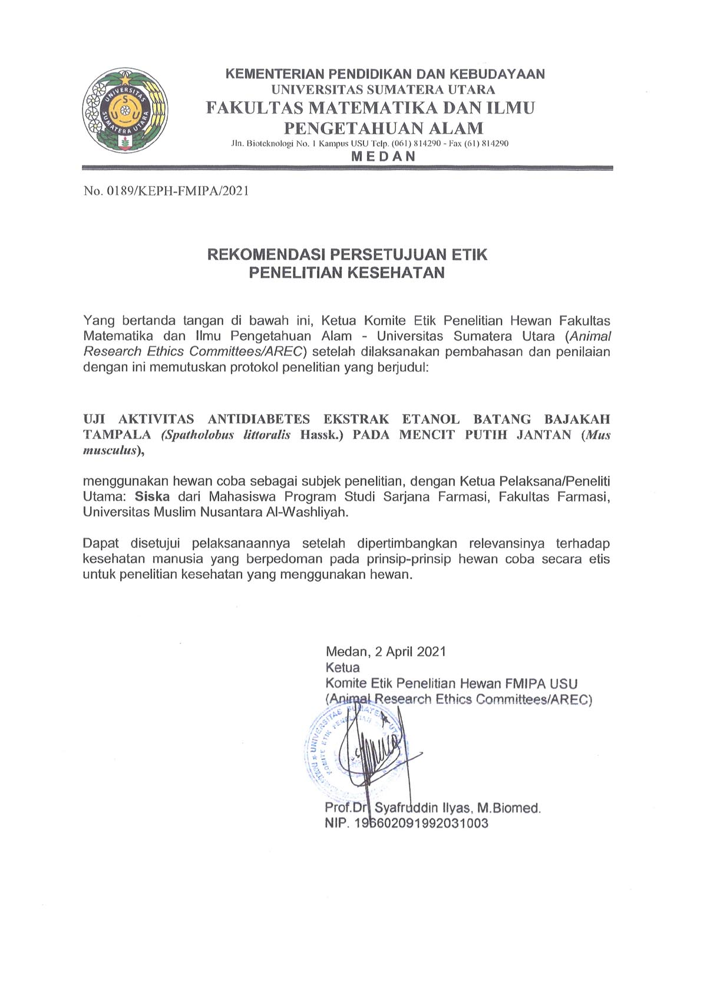 KEMENTERIAN PENDIDIKAN DAN KEBUDAYAAN
UNIVERSITAS SUMATERA UTARA
FAKULTAS MATEMATIKA DAN ILMU
PENGETAHUAN ALAM
Jln. Bioteknologi No. 1 Kampus USU Telp. (061) 814290 - Fax (61) 814290
M E D A N
UNIVERSITAS
S
U U
SUMATERA UTARA
No. 0189/KEPH-FMIPA/2021
REKOMENDASI PERSETUJUAN ETIK
PENELITIAN KESEHATAN
Yang bertanda tangan di bawah ini, Ketua Komite Etik Penelitian Hewan Fakultas
Matematika dan Ilmu Pengetahuan Alam - Universitas Sumatera Utara (Animal
Research Ethics Committees/AREC) setelah dilaksanakan pembahasan dan penilaian
dengan ini memutuskan protokol penelitian yang berjudul:
UJI AKTIVITAS ANTIDIABETES EKSTRAK ETANOL BATANG BAJAKAH
TAMPALA (Spatholobus littoralis Hassk.) PADA MENCIT PUTIH JANTAN (Mus
musculus),
menggunakan hewan coba sebagai subjek penelitian, dengan Ketua Pelaksana/Peneliti
Utama: Siska dari Mahasiswa Program Studi Sarjana Farmasi, Fakultas Farmasi,
Universitas Muslim Nusantara Al-Washliyah.
Dapat disetujui pelaksanaannya setelah dipertimbangkan relevansinya terhadap
kesehatan manusia yang berpedoman pada prinsip-prinsip hewan coba secara etis
untuk penelitian kesehatan yang menggunakan hewan.
Medan, 2 April 2021
Ketua
Komite Etik Penelitian Hewan FMIPA USU
(Animal Research Ethics Committees/AREC)
UNIVERSITAS SUMATERA UTARA
KOMITE ETIK PENELITIAN
Prof.Dr. Syafruddin Ilyas, M.Biomed.
NIP. 196602091992031003